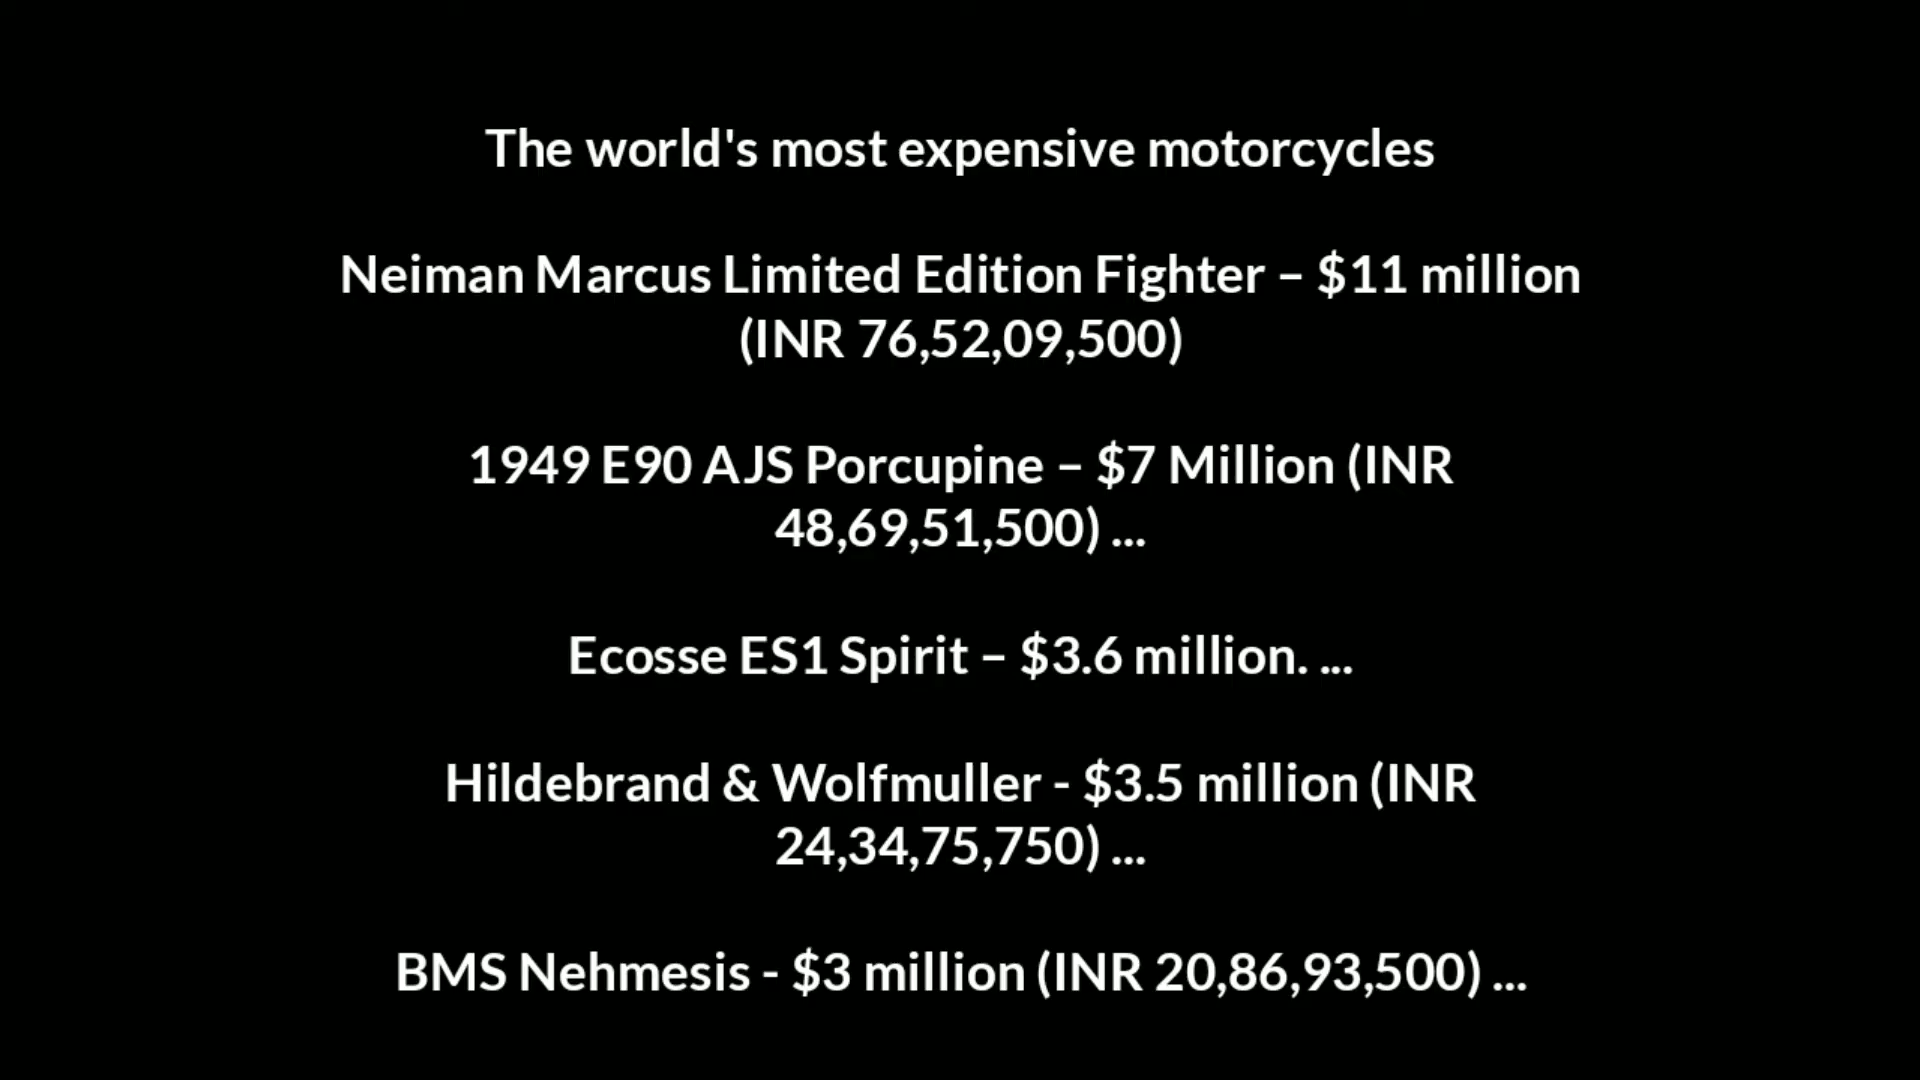 The world's most expensive motorcycles
Neiman Marcus Limited Edition Fighter – $11 million
(INR 76,52,09,500)
1949 E90 AJS Porcupine – $7 Million (INR
48,69,51,500) ...
Ecosse ES1 Spirit – $3.6 million. ...
Hildebrand & Wolfmuller - $3.5 million (INR
24,34,75,750) ...
BMS Nehmesis - $3 million (INR 20,86,93,500) ...